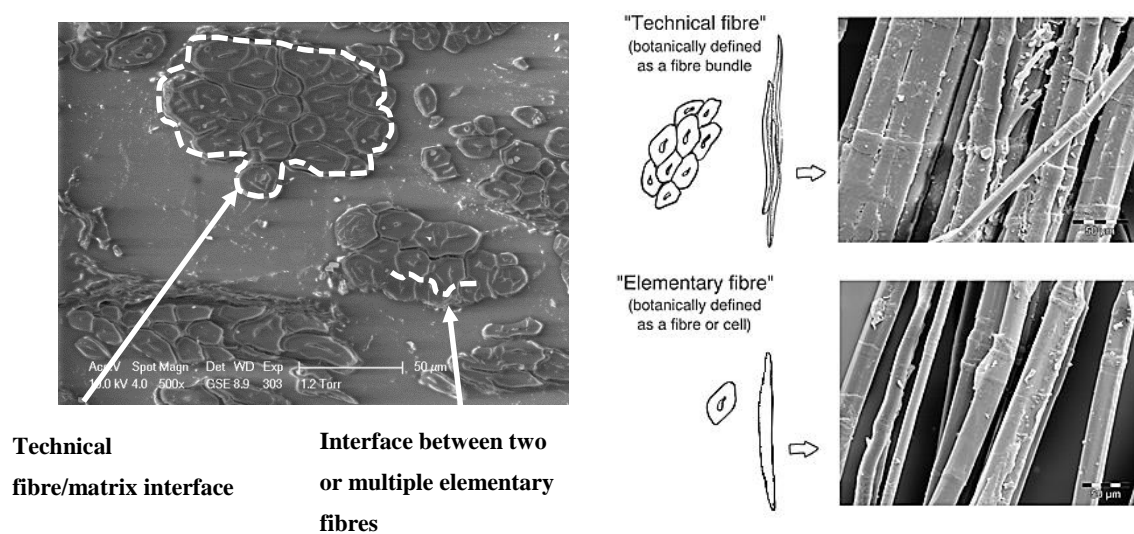 Acc.V Spot Magn Det WD Exp 50 µm
10.0 kV 4.0 500x GSE 8.9 303 1.2 Torr
Technical
fibre/matrix interface
Interface between two
or multiple elementary
fibres
"Technical fibre"
(botanically defined
as a fibre bundle
50 µm
"Elementary fibre"
(botanically defined
as a fibre or cell)
50 µm